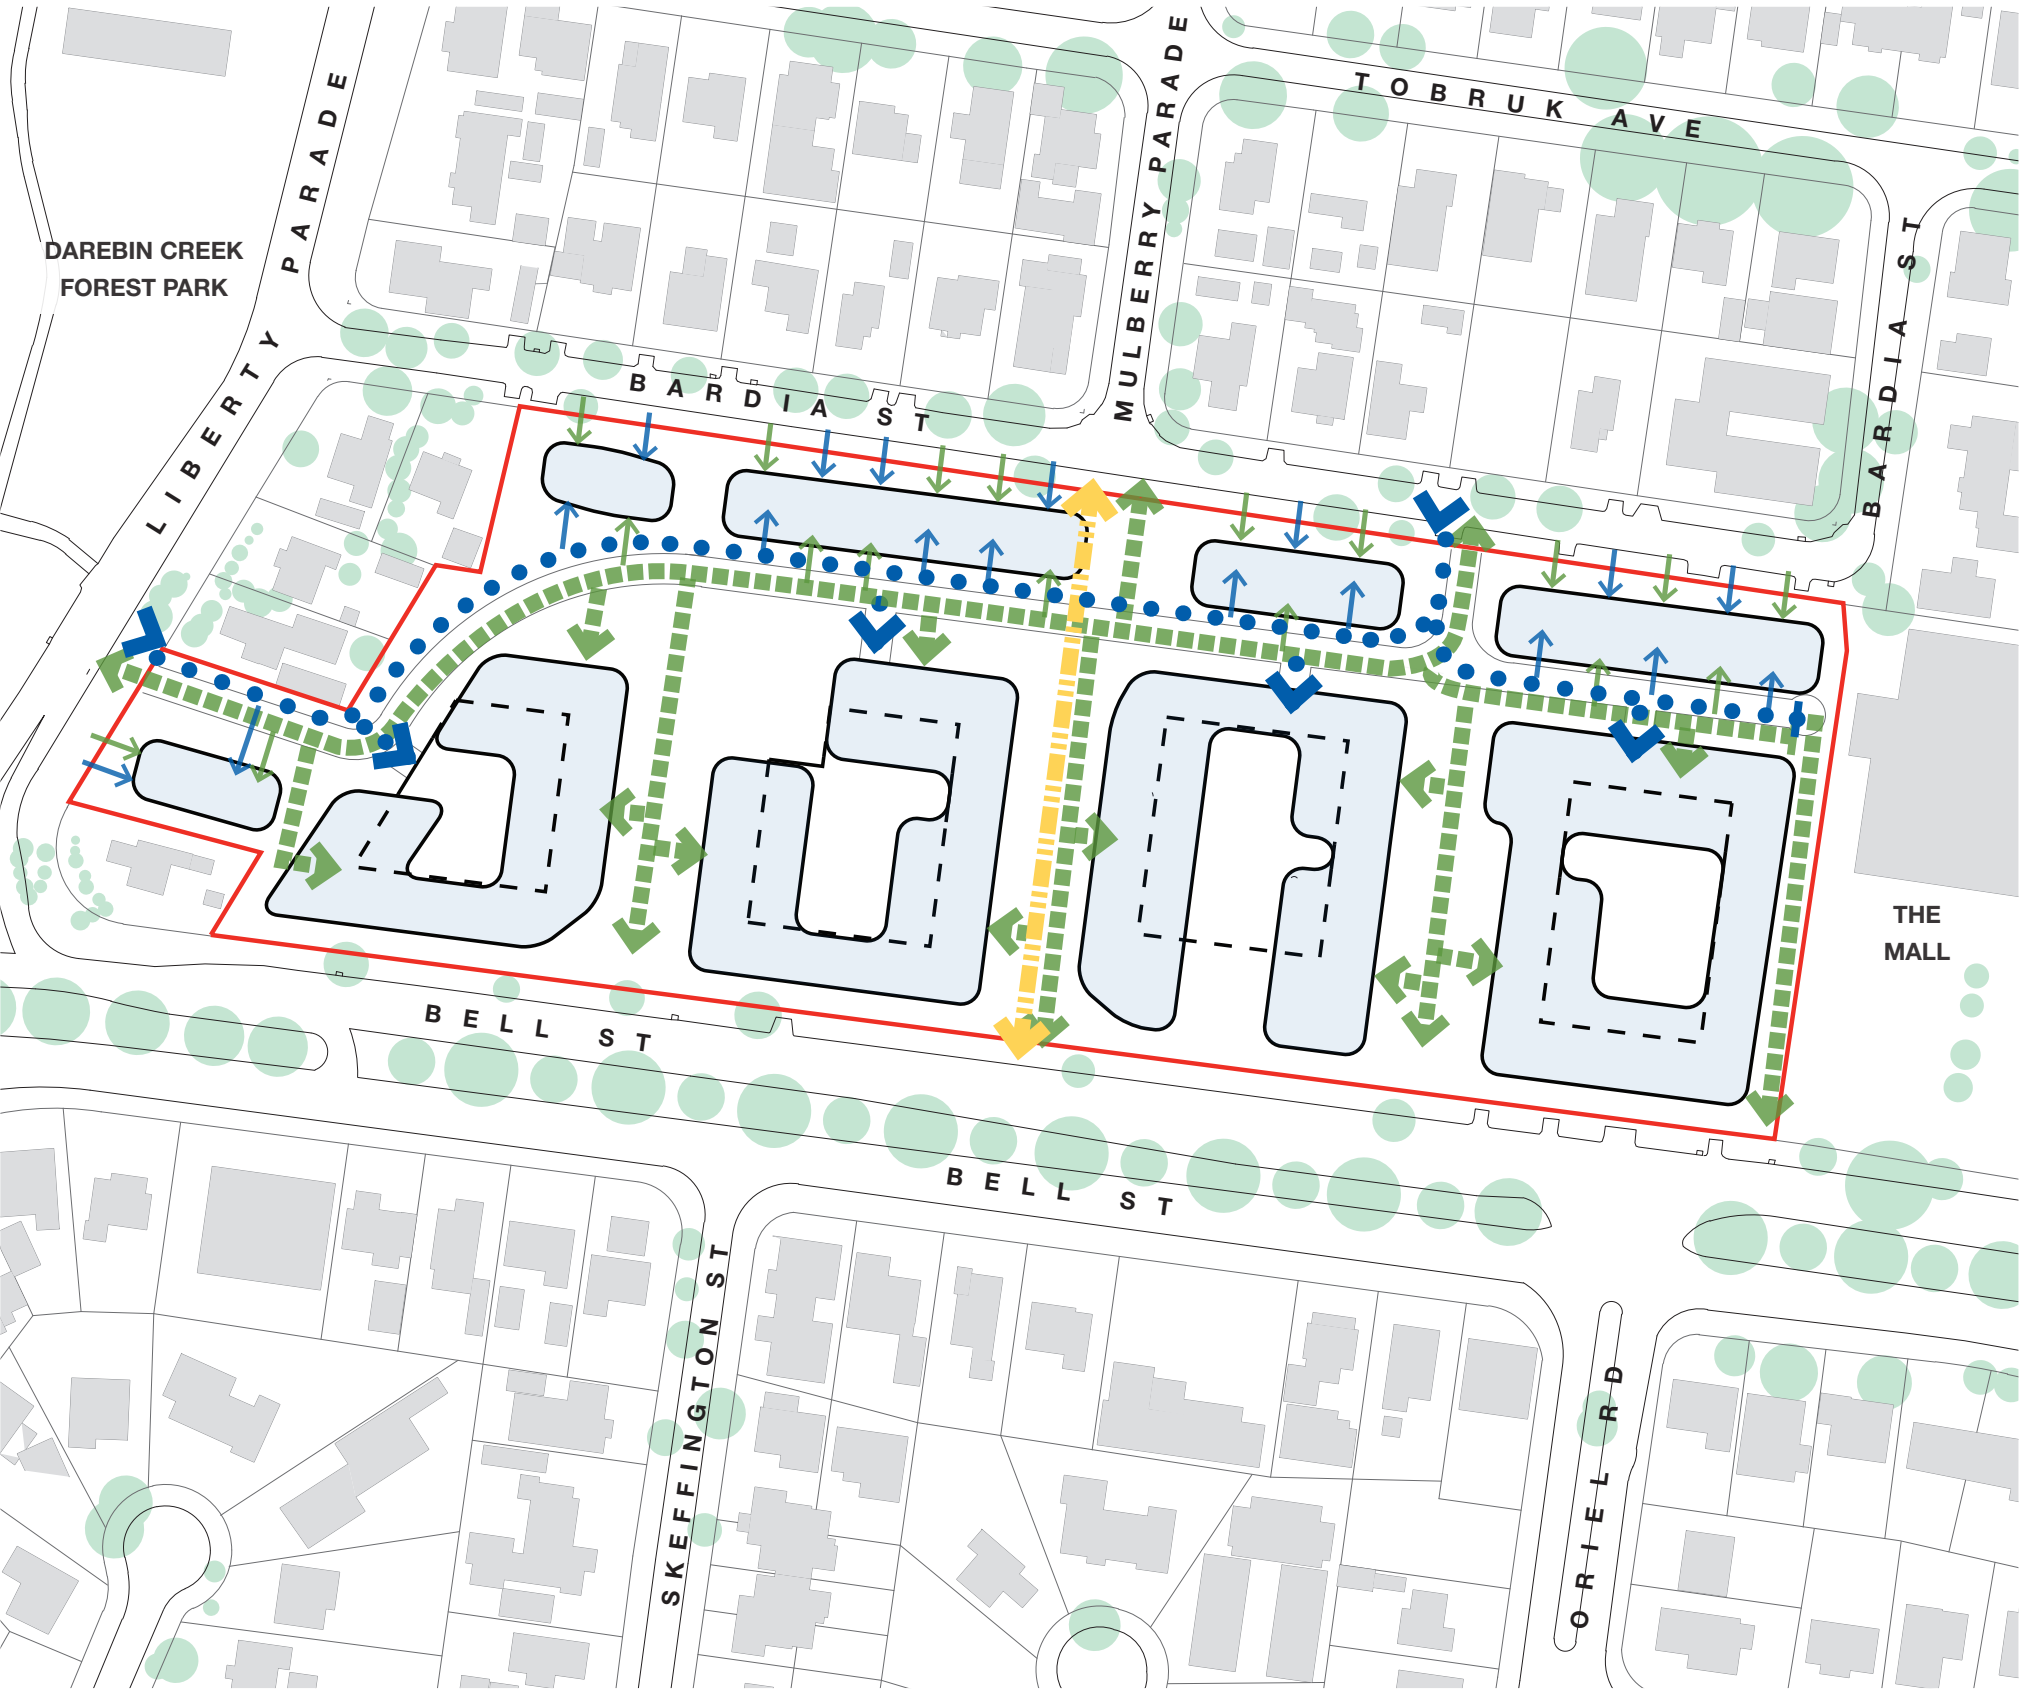 TOBRUK AVE
MULBERRY PARADE
LIBERTY PARADE
DAREBIN CREEK
FOREST PARK
BARDIA ST
BARDIA ST
THE
MALL
BELL ST
BELL ST
SKEFFINGTON ST
ORIEL RD